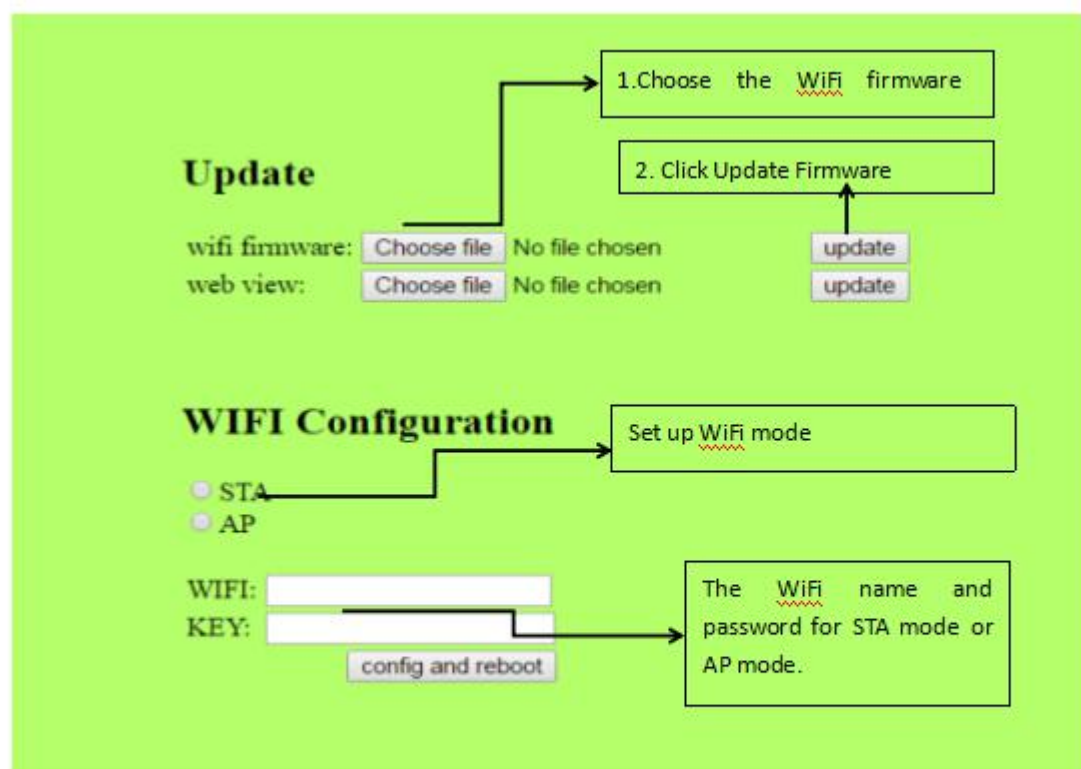 1.Choose the WiFi firmware
2. Click Update Firmware
Update
wifi firmware: Choose file No file chosen update
web view: Choose file No file chosen update
WIFI Configuration
Set up WiFi mode
STA
AP
WIFI:
KEY:
config and reboot
The WiFi name and
password for STA mode or
AP mode.